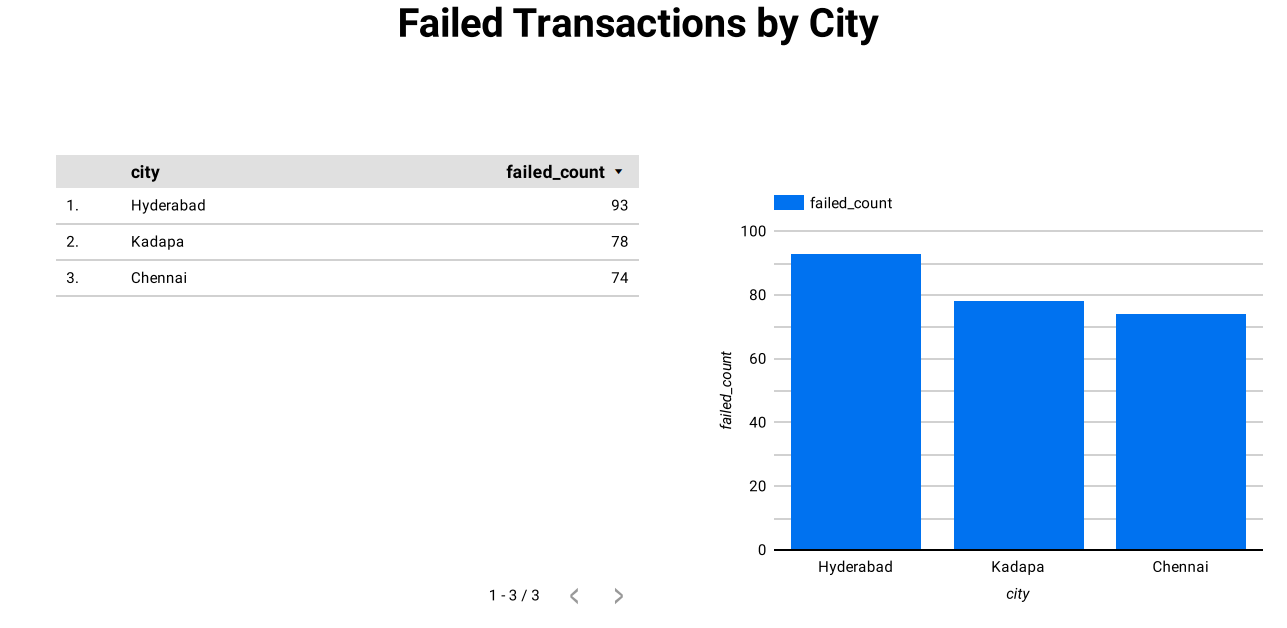 Failed Transactions by City
city failed_count
1. Hyderabad 93
2. Kadapa 78
3. Chennai 74
1 - 3 / 3
failed_count
100
80
60
40
20
0
failed_count
Hyderabad Kadapa Chennai
city